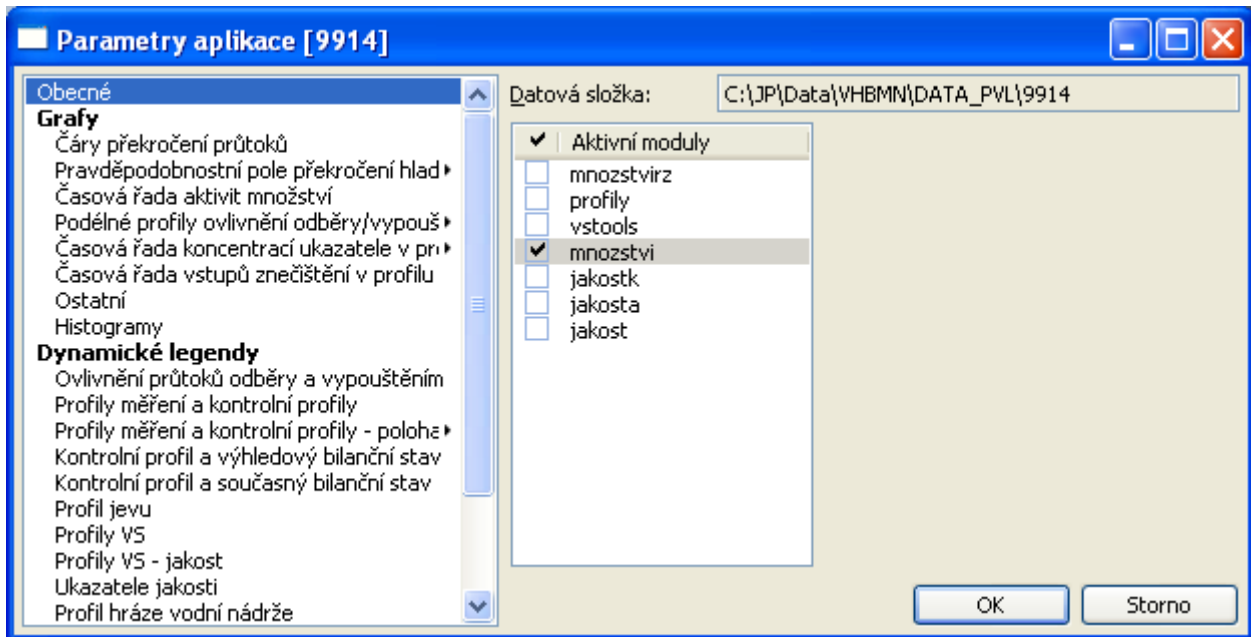 Parametry aplikace [9914]
Obecné
Grafy
Čáry překročení průtoků
Pravděpodobnostní pole překročení hlad
Časová řada aktivit množství
Podélné profily ovlivnění odběry/vypouš
Časová řada koncentrací ukazatele v pro
Časová řada vstupů znečištění v profilu
Ostatní
Histogramy
Dynamické legendy
Ovlivnění průtoků odběry a vypouštěním
Profily měření a kontrolní profily
Profily měření a kontrolní profily - poloha
Kontrolní profil a výhledový bilanční stav
Kontrolní profil a současný bilanční stav
Profil jevu
Profily VS
Profily VS - jakost
Ukazatele jakosti
Profil hráze vodní nádrže
Datová složka: C:\JP\Data\VHBMN\DATA_PVL\9914
Aktivní moduly
mnozstvirz
profily
vstools
mnozstvi
jakostk
jakosta
jakost
OK Storno